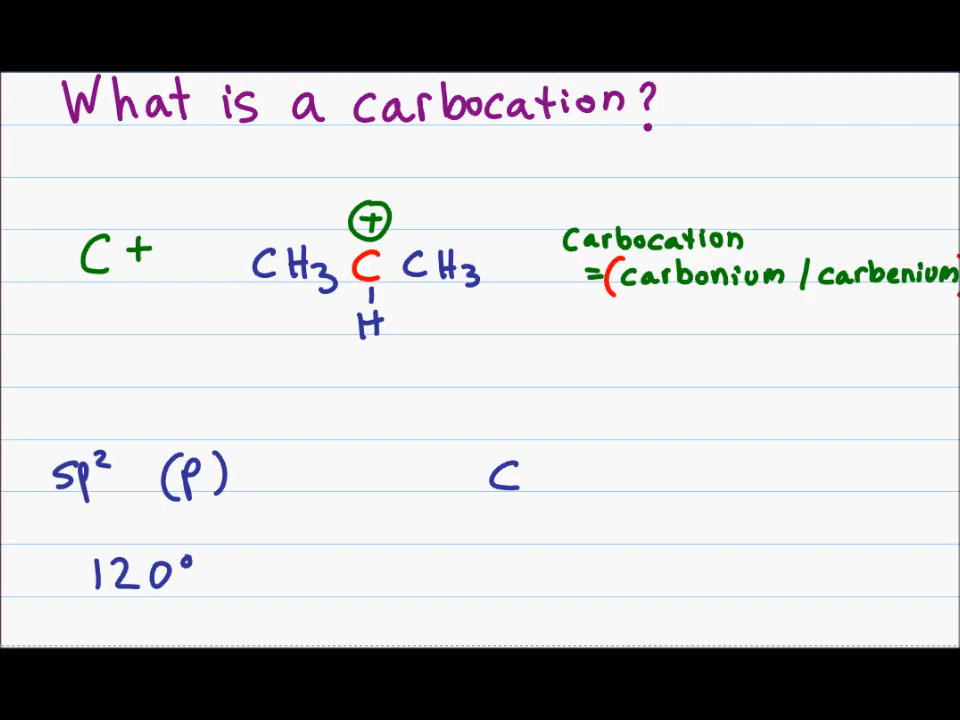 What is a carbocation?
+
C+ CH3 C CH3 Carbocation
H = (carbonium / carbenium)
sp² (p) C
120°